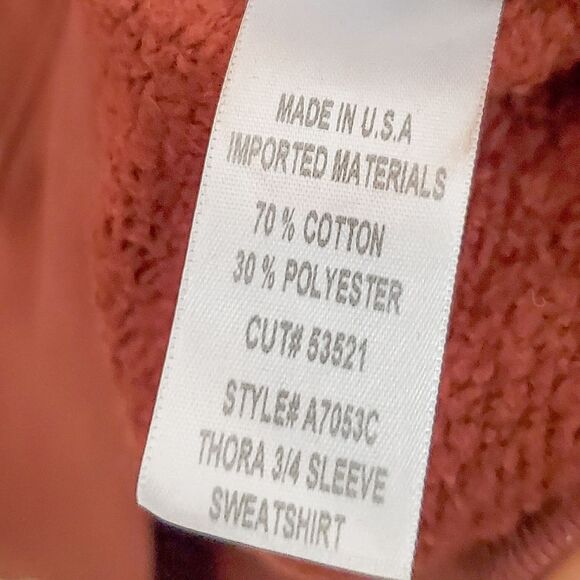 MADE IN U.S.A
IMPORTED MATERIALS
70 % COTTON
30 % POLYESTER
CUT# 53521
STYLE# A7053C
THORA 3/4 SLEEVE
SWEATSHIRT